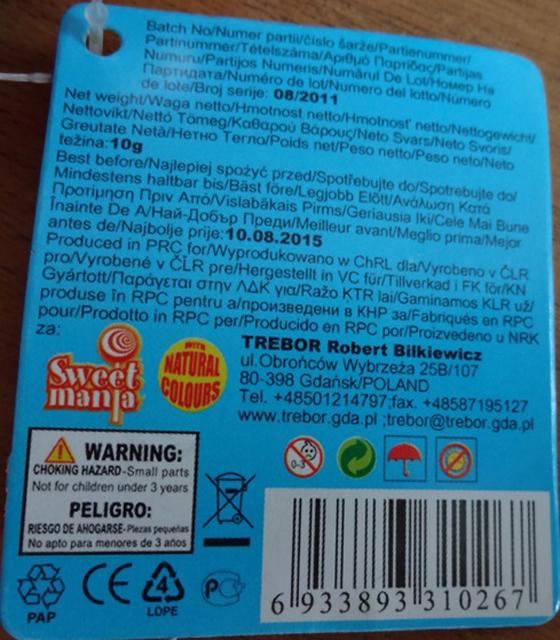 Batch No/Numer partii/číslo šarže/Partienummer/
Partinummer/Tételszáma/Αριθμό Παρτίδας/Partijas
Numuru/Partijos Numeris/Numărul De Lot/Номер На
Партидата/Numéro de lot/Numero del lotto/Número
de lote/Broj serije: 08/2011
Net weight/Waga netto/Hmotnost netto/Hmotnosť netto/Nettogewicht/
Nettovikt/Nettó Tömeg/Καθαρού Βάρους/Neto Svars/Neto Svoris/
Greutate Netă/Нетно Тегло/Poids net/Peso netto/Peso neto/Neto
težina:10g
Best before/Najlepiej spożyć przed/Spotřebujte do/Spotrebujte do/
Mindestens haltbar bis/Bäst före/Legjobb Előtt/Ανάλωση Κατά
Προτίμηση Πριν Από/Vislabākais Pirms/Geriausia Iki/Cele Mai Bune
Înainte De A/Най-Добър Преди/Meilleur avant/Meglio prima/Mejor
antes de/Najbolje prije:10.08.2015
Produced in PRC for/Wyprodukowano w ChRL dla/Vyrobeno v ČLR
pro/Vyrobené v ČLR pre/Hergestellt in VC für/Tillverkad i FK för/KN
Gyártott/Παράγεται στην ΛΔΚ για/Ražo ĶTR lai/Gaminamos KLR už/
produse în RPC pentru a/произведени в КНР за/Fabriqués en RPC
pour/Prodotto in RPC per/Producido en RPC por/Proizvedeno u NRK
za:
TREBOR Robert Bilkiewicz
ul.Obrońców Wybrzeża 25B/107
80-398 Gdańsk/POLAND
Tel. +48501214797;fax. +48587195127
www.trebor.gda.pl ;trebor@trebor.gda.pl
Sweet
mania
WITH
NATURAL
COLOURS
WARNING:
CHOKING HAZARD-Small parts
Not for children under 3 years
PELIGRO:
RIESGO DE AHOGARSE- Piezas pequeñas
No apto para menores de 3 años
0-3
PAP
CE
4
LDPE
PC
6 933893 310267